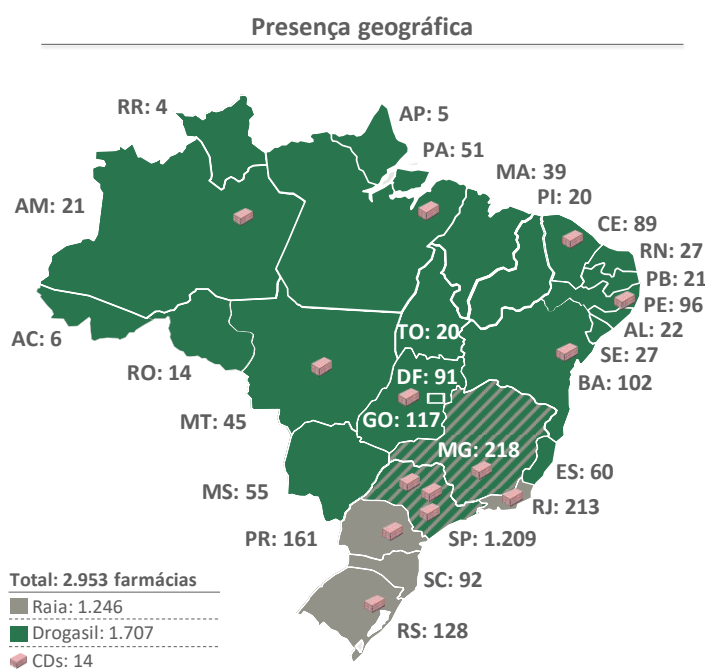 Presença geográfica
RR: 4
AP: 5
PA: 51
MA: 39
PI: 20
CE: 89
RN: 27
PB: 21
PE: 96
AL: 22
SE: 27
BA: 102
AM: 21
AC: 6
RO: 14
TO: 20
DF: 91
GO: 117
MT: 45
MG: 218
MS: 55
ES: 60
RJ: 213
SP: 1.209
PR: 161
SC: 92
RS: 128
Total: 2.953 farmácias
Raia: 1.246
Drogasil: 1.707
CDs: 14